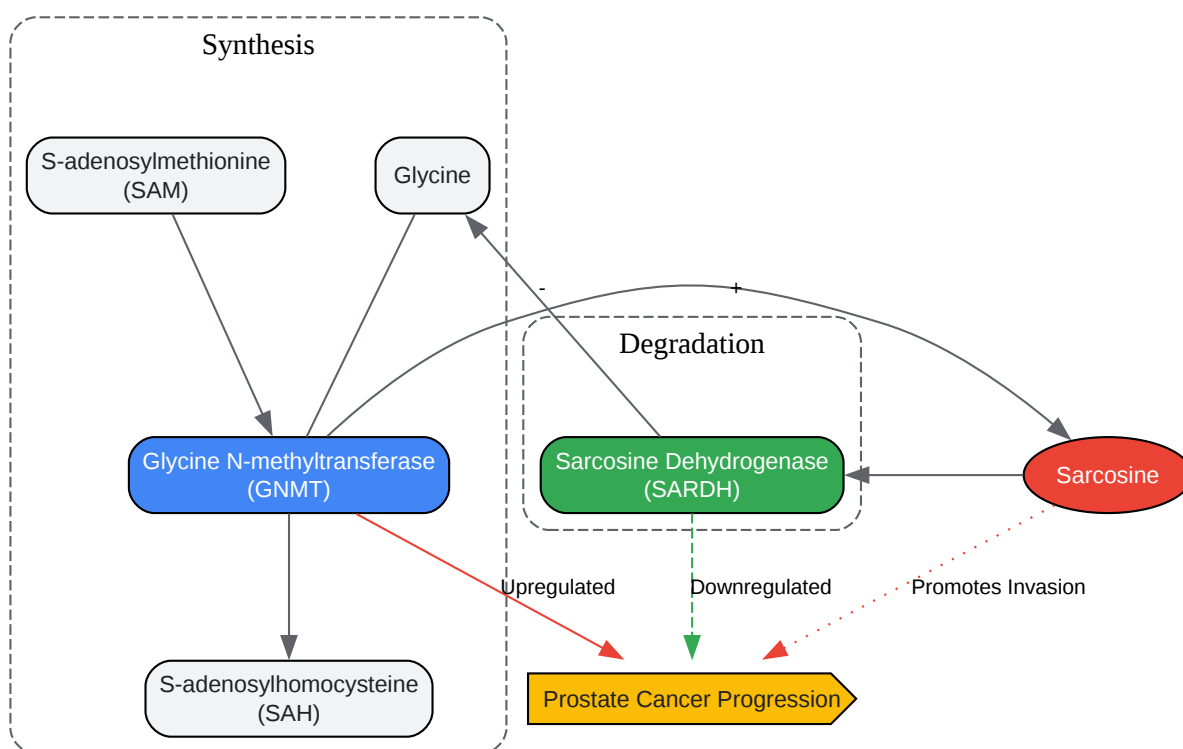 Synthesis
S-adenosylmethionine
(SAM)
Glycine
-
+
Degradation
Glycine N-methyltransferase
(GNMT)
Sarcosine Dehydrogenase
(SARDH)
Sarcosine
Upregulated
Downregulated
Promotes Invasion
S-adenosylhomocysteine
(SAH)
Prostate Cancer Progression